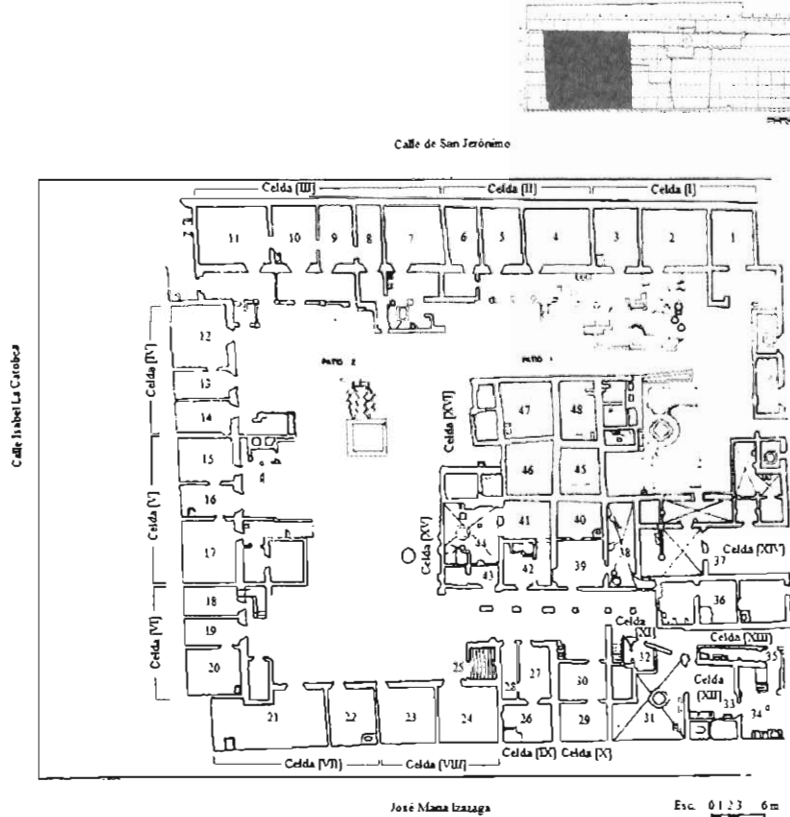 Calle de San Jerónimo
Celda [III]
Celda [II]
Celda [I]
11
10
9
8
7
6
5
4
3
2
1
Calle Isabel La Catolica
Celda [IV]
12
13
14
PATIO 2
PATIO 1
Celda [XVI]
47
48
46
45
Celda [V]
15
16
17
Celda [XV]
44
41
40
43
42
39
38
37
Celda [XIV]
36
Celda [VI]
18
19
20
25
28
27
30
Celda [XI]
32
Celda [XIII]
35
Celda [XII]
33
34
31
21
22
23
24
26
29
Celda [VII]
Celda [VIII]
Celda [IX]
Celda [X]
José Maria Izazaga
Esc. 0 1 2 3 6 m